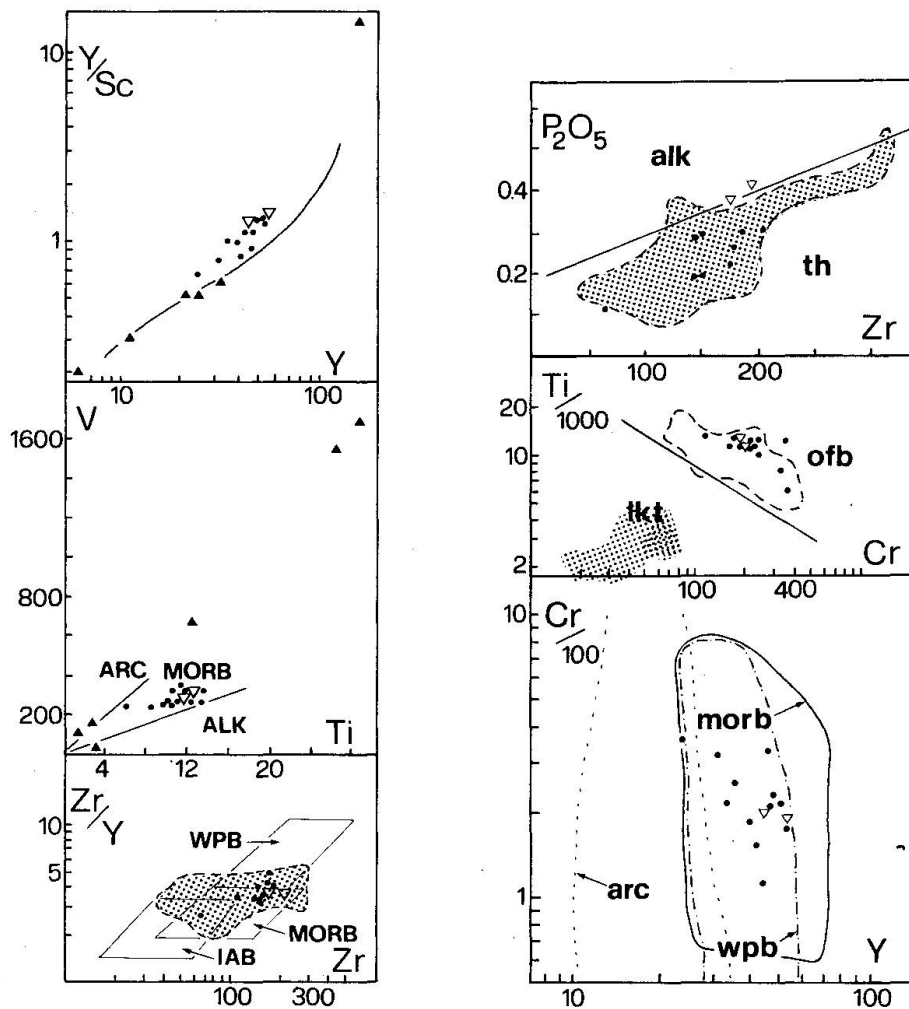 10
Y/Sc
1
Y
10
100
V
1600
800
ARC
MORB
200
ALK
Ti
4
12
20
Zr/Y
10
WPB
5
MORB
IAB
Zr
100
300
P₂O₅
alk
0.4
0.2
th
Zr
100
200
Ti/1000
20
10
ofb
lkt
2
Cr
100
400
10
Cr/100
morb
arc
1
wpb
Y
10
100